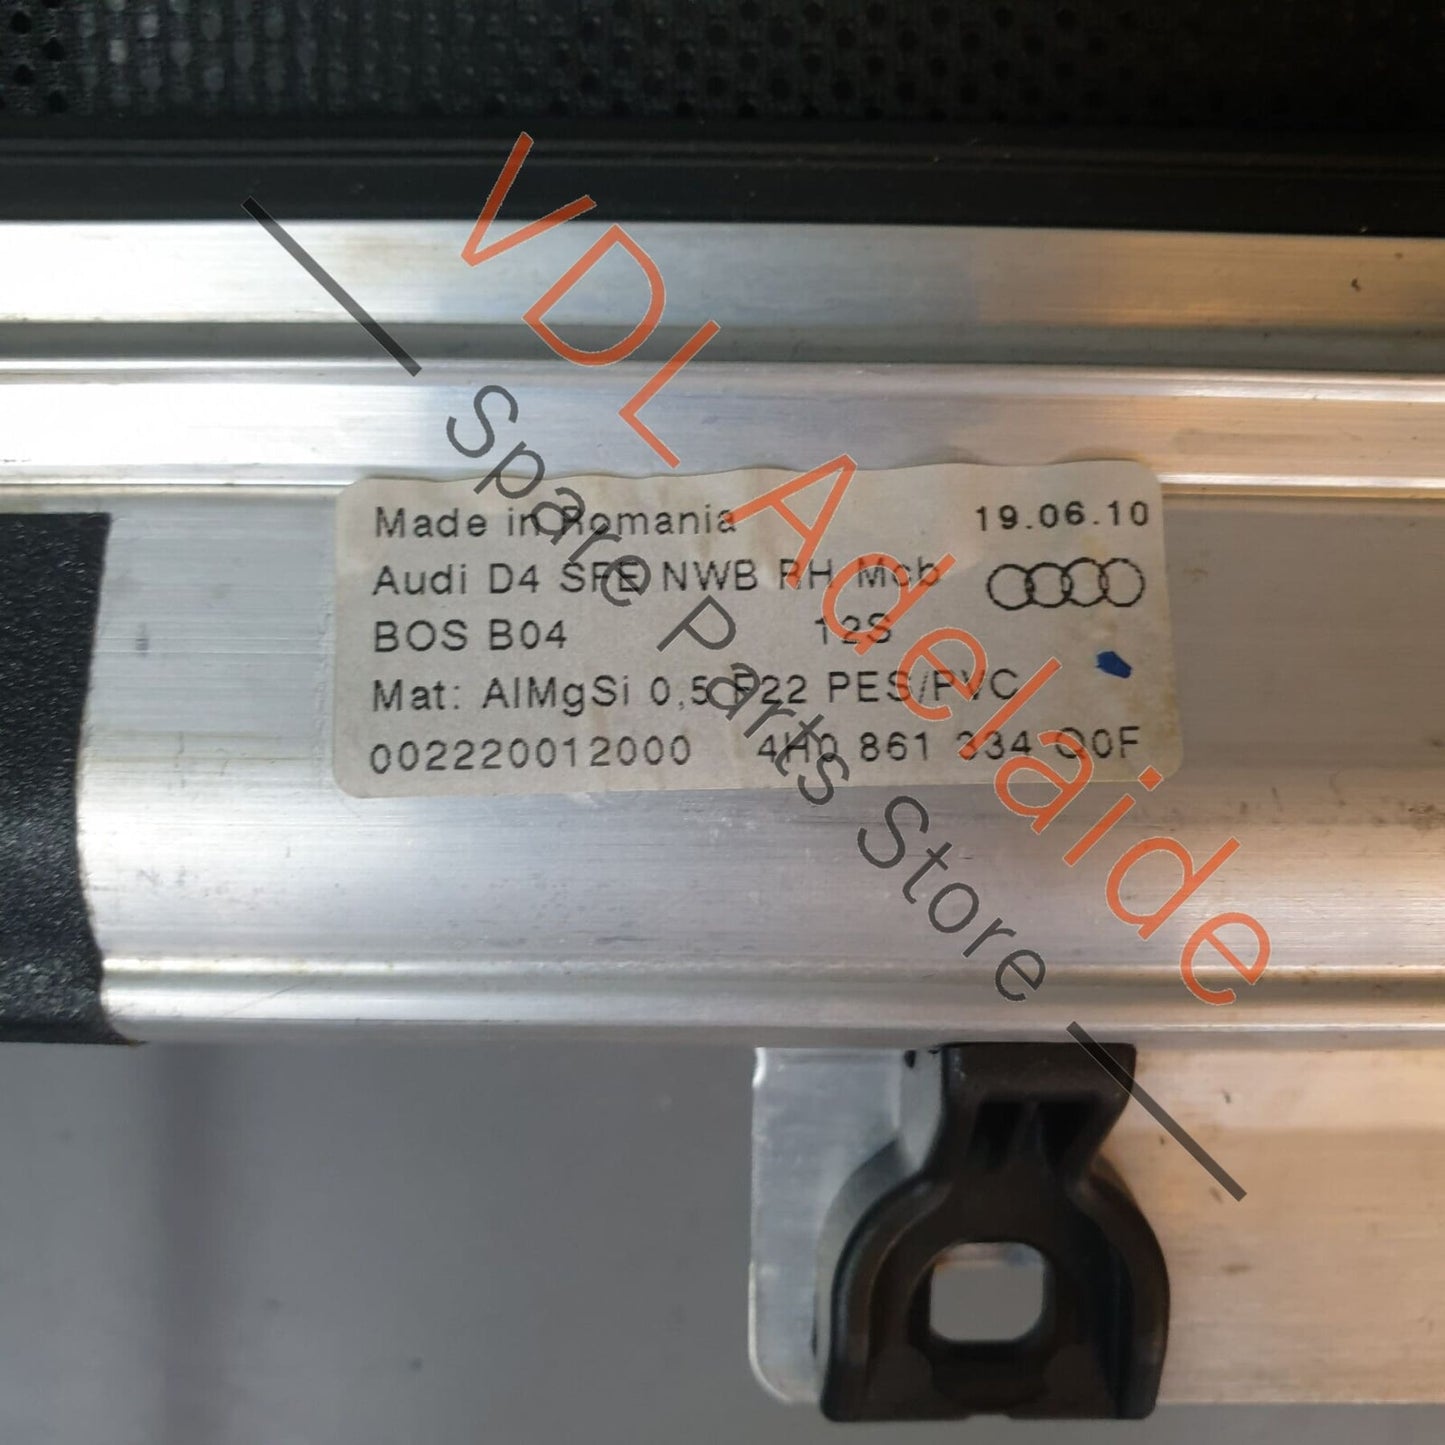 VDL Adelaide
Spare Parts Store
Made in Romania 19.06.10
Audi D4 SFE NWB RH Mcb
BOS B04 12S
Mat: AlMgSi 0,5 F22 PES/PVC
002220012000 4H0 861 334 Q0F